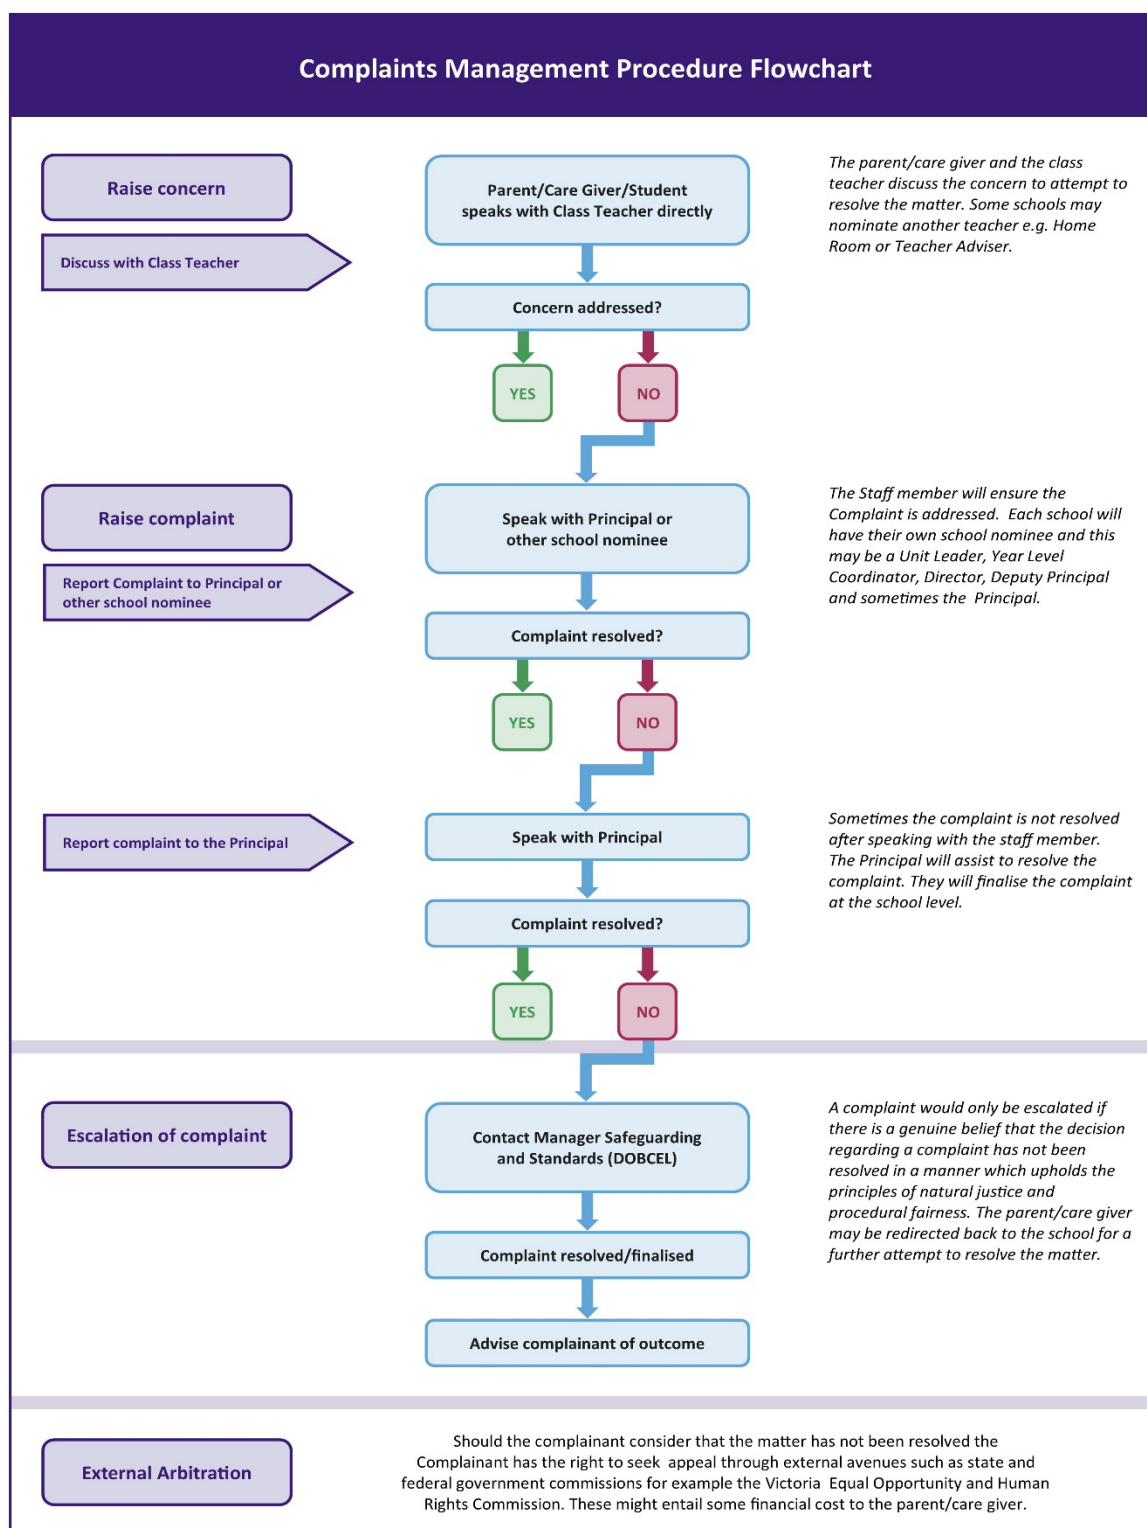 Complaints Management Procedure Flowchart
Raise concern
Discuss with Class Teacher
Parent/Care Giver/Student
speaks with Class Teacher directly
The parent/care giver and the class
teacher discuss the concern to attempt to
resolve the matter. Some schools may
nominate another teacher e.g. Home
Room or Teacher Adviser.
Concern addressed?
YES
NO
Raise complaint
Report Complaint to Principal or
other school nominee
Speak with Principal or
other school nominee
The Staff member will ensure the
Complaint is addressed.  Each school will
have their own school nominee and this
may be a Unit Leader, Year Level
Coordinator, Director, Deputy Principal
and sometimes the  Principal.
Complaint resolved?
YES
NO
Report complaint to the Principal
Speak with Principal
Sometimes the complaint is not resolved
after speaking with the staff member.
The Principal will assist to resolve the
complaint. They will finalise the complaint
at the school level.
Complaint resolved?
YES
NO
Escalation of complaint
Contact Manager Safeguarding
and Standards (DOBCEL)
A complaint would only be escalated if
there is a genuine belief that the decision
regarding a complaint has not been
resolved in a manner which upholds the
principles of natural justice and
procedural fairness. The parent/care giver
may be redirected back to the school for a
further attempt to resolve the matter.
Complaint resolved/finalised
Advise complainant of outcome
External Arbitration
Should the complainant consider that the matter has not been resolved the
Complainant has the right to seek  appeal through external avenues such as state and
federal government commissions for example the Victoria  Equal Opportunity and Human
Rights Commission. These might entail some financial cost to the parent/care giver.